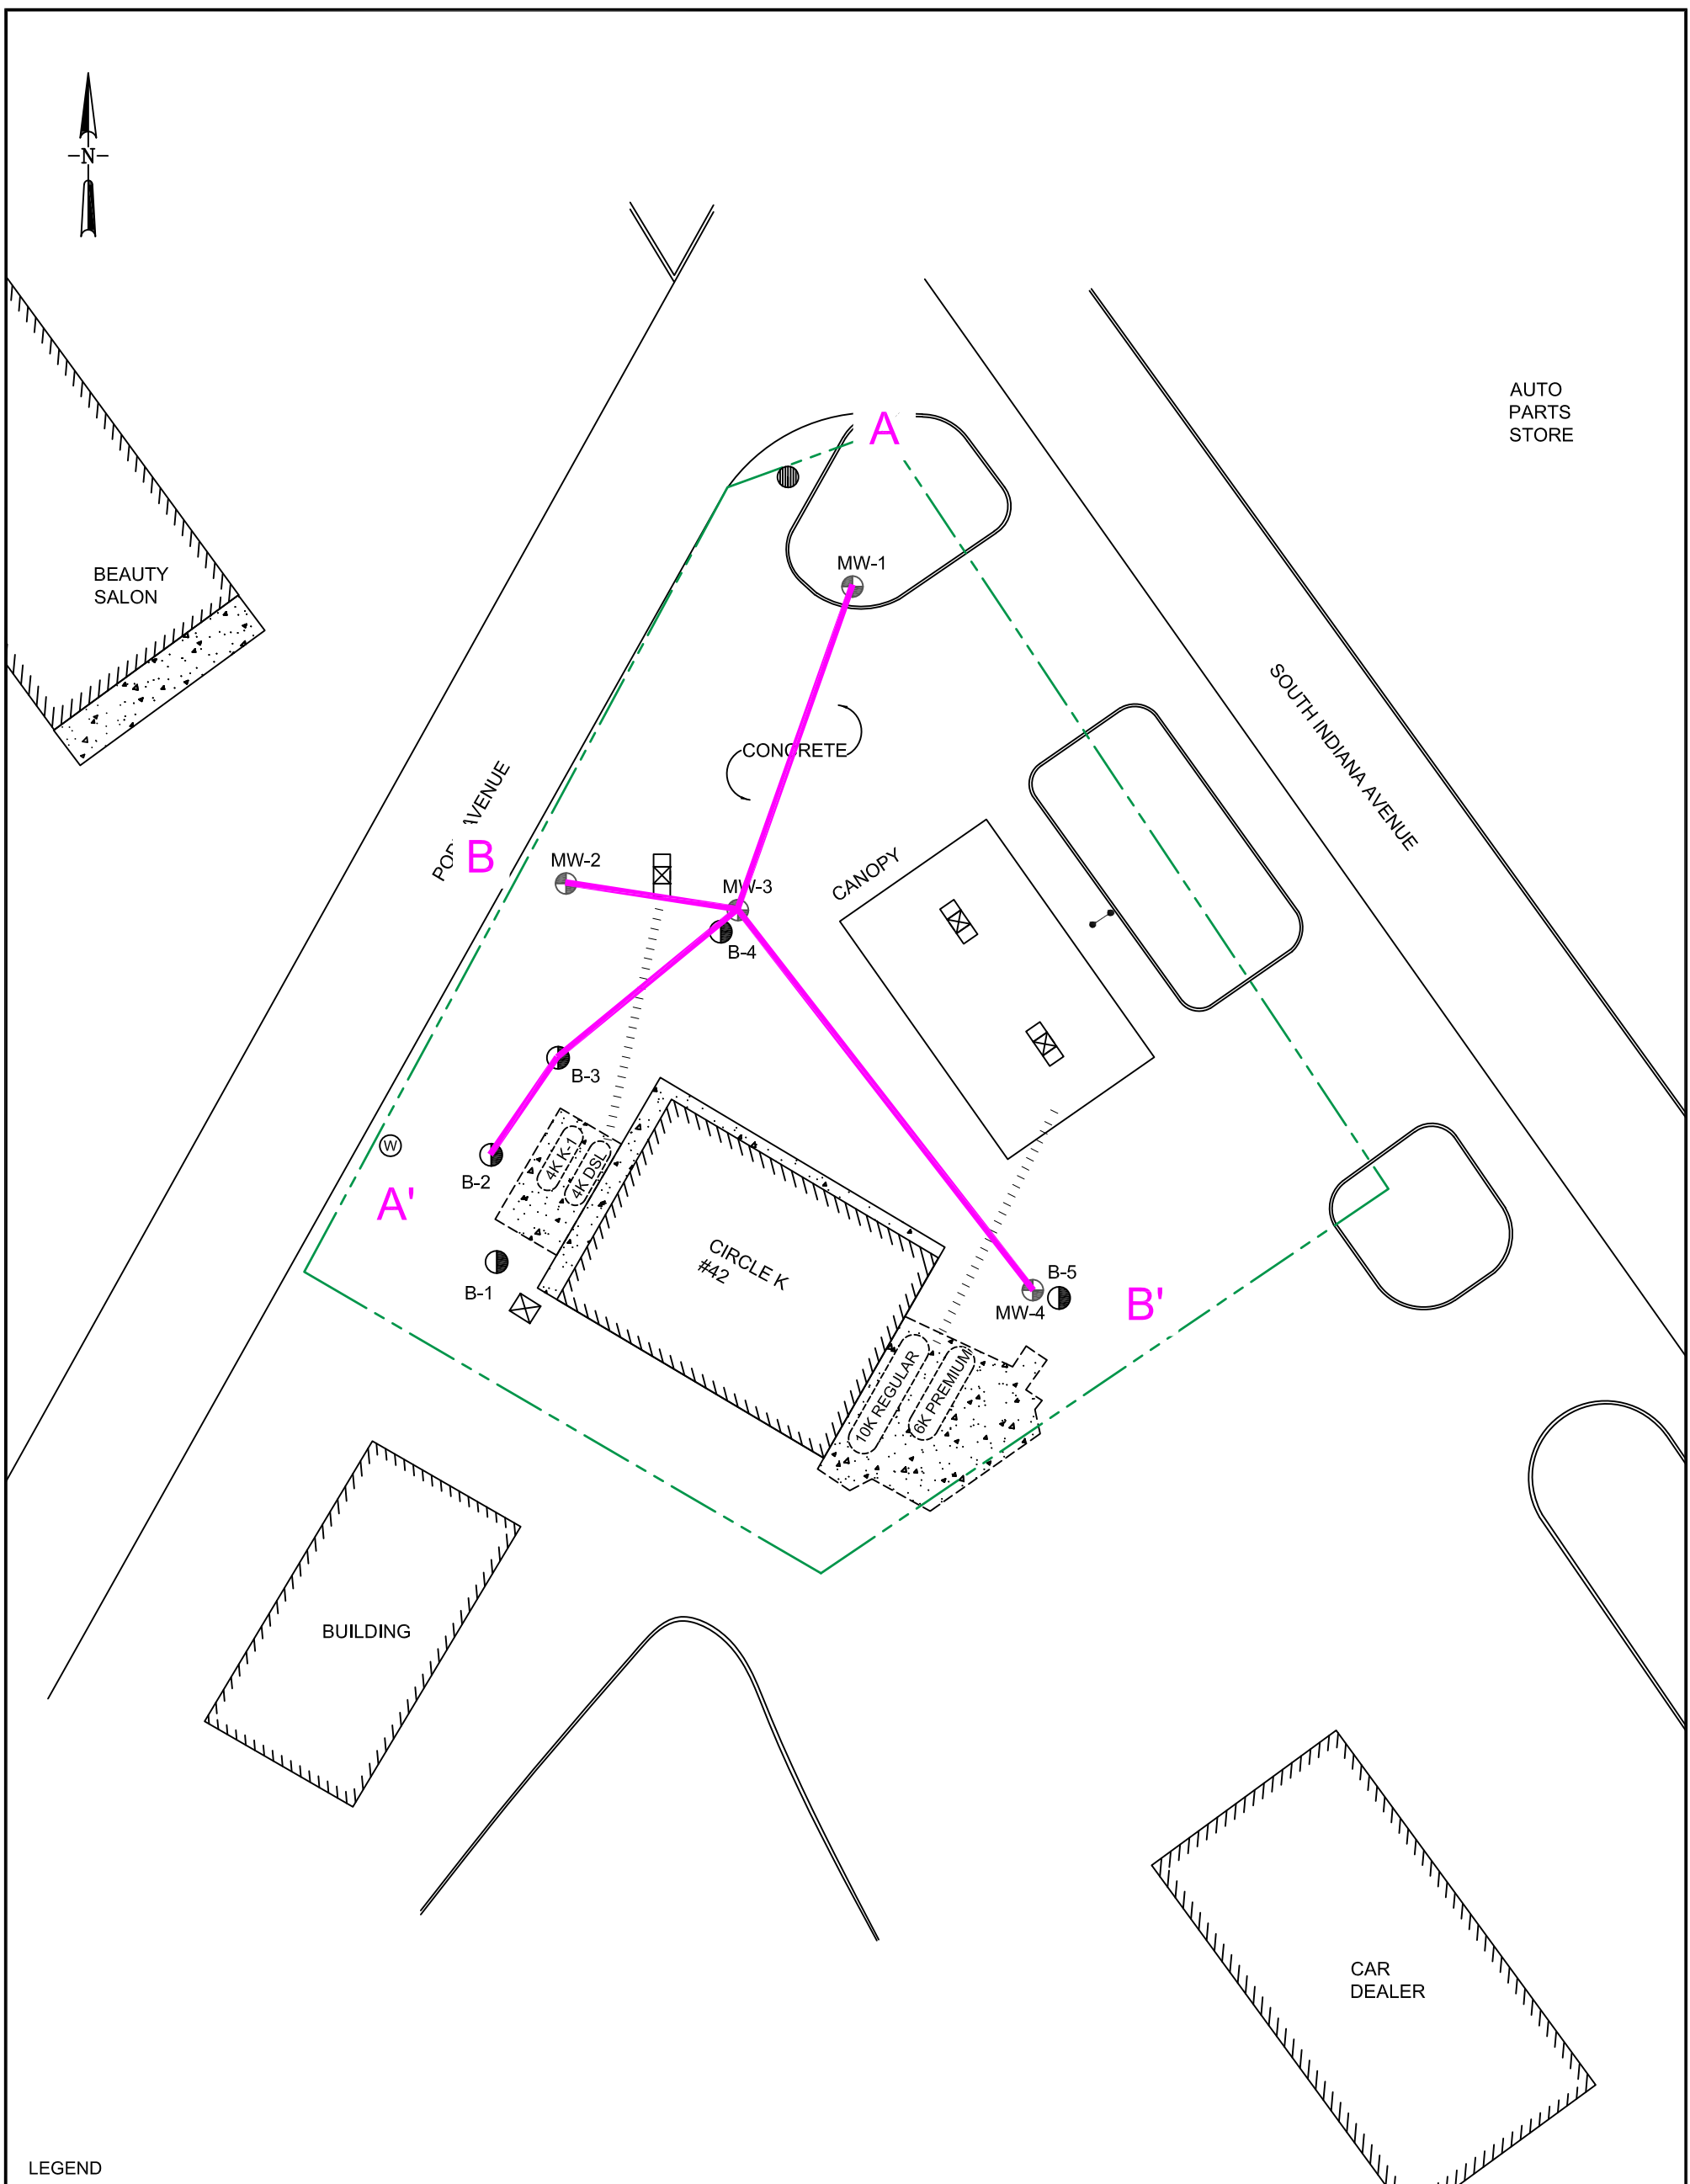 -N-
AUTO
PARTS
STORE
A
BEAUTY
SALON
MW-1
SOUTH INDIANA AVENUE
CONCRETE
AVENUE
B
MW-2
CANOPY
MW-3
B-4
B-3
W
4K K-1
4K DSL
B-2
A'
CIRCLE K
#42
B-1
B-5
MW-4
B'
10K REGULAR
6K PREMIUM
BUILDING
CAR
DEALER
LEGEND